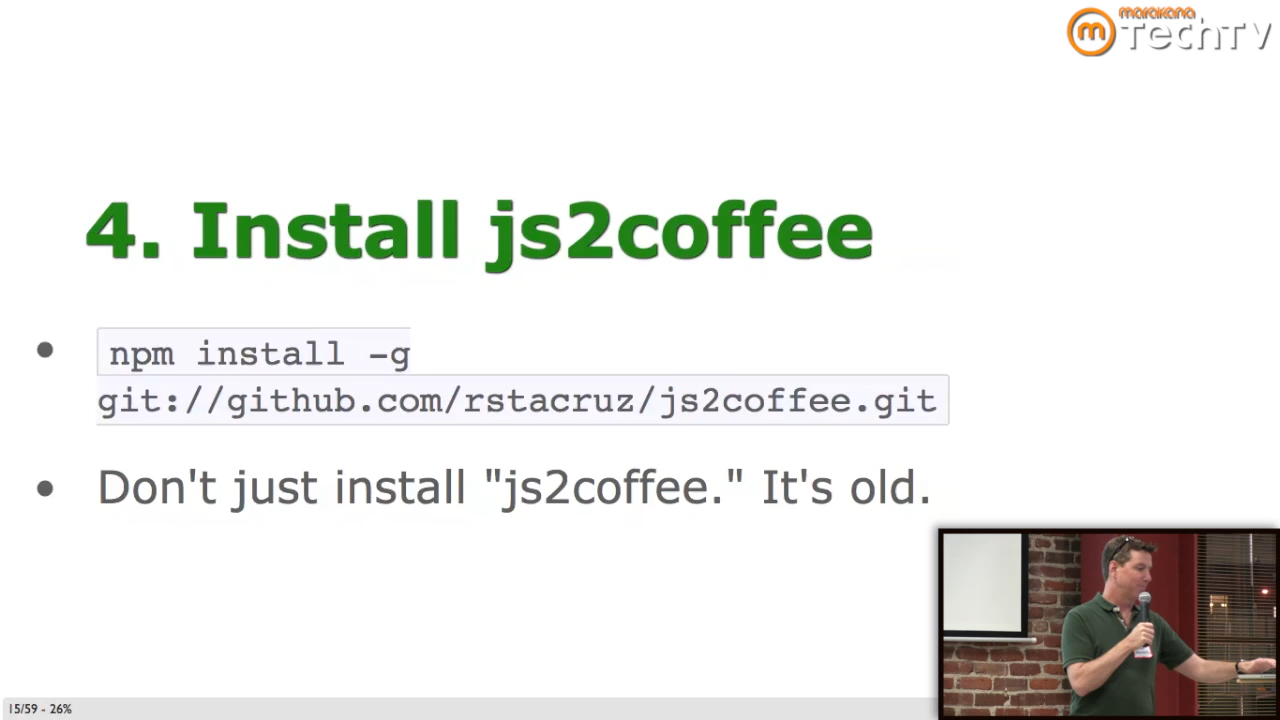 marakana
TechTV
4. Install js2coffee
npm install -g
git://github.com/rstacruz/js2coffee.git
Don't just install "js2coffee." It's old.
15/59 - 26%